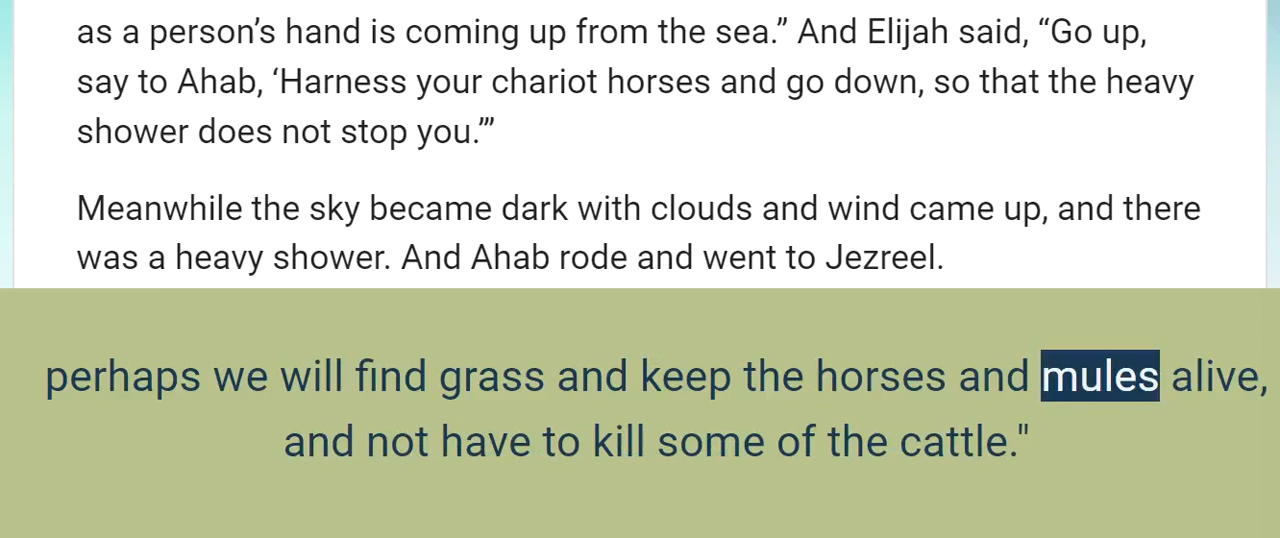 as a person’s hand is coming up from the sea.” And Elijah said, “Go up,
say to Ahab, ‘Harness your chariot horses and go down, so that the heavy
shower does not stop you.’”
Meanwhile the sky became dark with clouds and wind came up, and there
was a heavy shower. And Ahab rode and went to Jezreel.
perhaps we will find grass and keep the horses and mules alive,
and not have to kill some of the cattle."